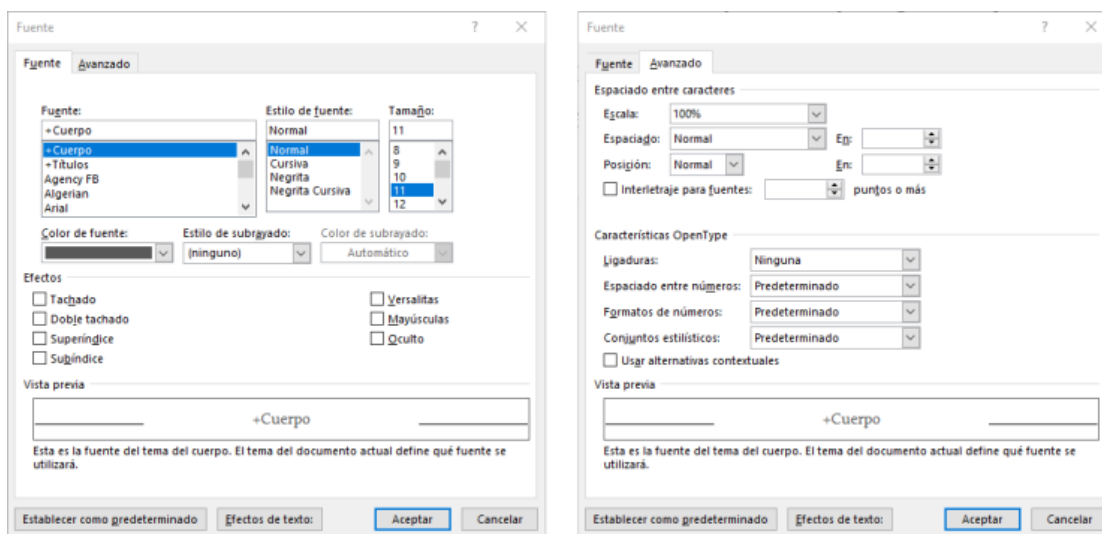 Fuente ? ×
Fuente Avanzado
Fuente: Estilo de fuente: Tamaño:
+Cuerpo Normal 11
+Cuerpo Normal 8
+Títulos Cursiva 9
Agency FB Negrita 10
Algerian Negrita Cursiva 11
Arial 12
Color de fuente: Estilo de subrayado: Color de subrayado:
(ninguno) Automático
Efectos
Tachado Versalitas
Doble tachado Mayúsculas
Superíndice Oculto
Subíndice
Vista previa
+Cuerpo
Esta es la fuente del tema del cuerpo. El tema del documento actual define qué fuente se
utilizará.
Establecer como predeterminado Efectos de texto: Aceptar Cancelar
Fuente ? ×
Fuente Avanzado
Espaciado entre caracteres
Escala: 100%
Espaciado: Normal En:
Posición: Normal En:
Interletraje para fuentes: puntos o más
Características OpenType
Ligaduras: Ninguna
Espaciado entre números: Predeterminado
Formatos de números: Predeterminado
Conjuntos estilísticos: Predeterminado
Usar alternativas contextuales
Vista previa
+Cuerpo
Esta es la fuente del tema del cuerpo. El tema del documento actual define qué fuente se
utilizará.
Establecer como predeterminado Efectos de texto: Aceptar Cancelar